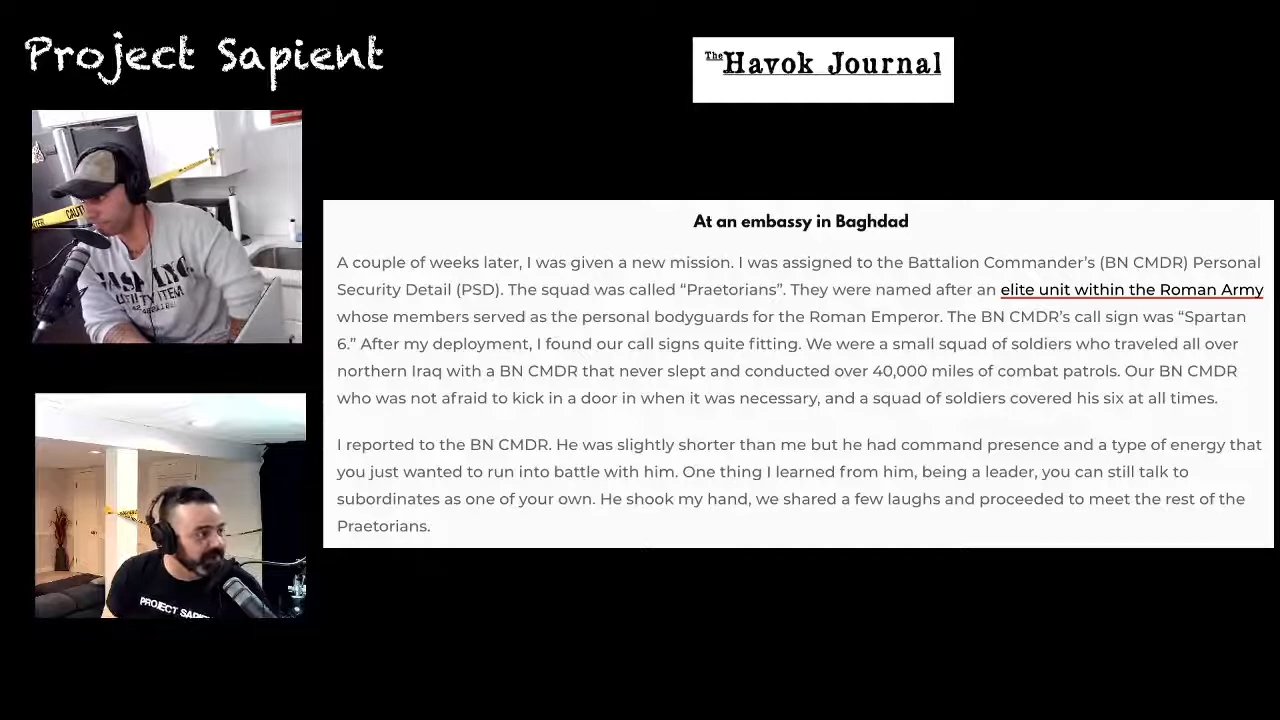 Project Sapient
The Havok Journal
CAUT
UTILITY ITEM
PROJECT SAPIE
At an embassy in Baghdad
A couple of weeks later, I was given a new mission. I was assigned to the Battalion Commander's (BN CMDR) Personal
Security Detail (PSD). The squad was called “Praetorians”. They were named after an elite unit within the Roman Army
whose members served as the personal bodyguards for the Roman Emperor. The BN CMDR's call sign was “Spartan
6.” After my deployment, I found our call signs quite fitting. We were a small squad of soldiers who traveled all over
northern Iraq with a BN CMDR that never slept and conducted over 40,000 miles of combat patrols. Our BN CMDR
who was not afraid to kick in a door in when it was necessary, and a squad of soldiers covered his six at all times.
I reported to the BN CMDR. He was slightly shorter than me but he had command presence and a type of energy that
you just wanted to run into battle with him. One thing I learned from him, being a leader, you can still talk to
subordinates as one of your own. He shook my hand, we shared a few laughs and proceeded to meet the rest of the
Praetorians.